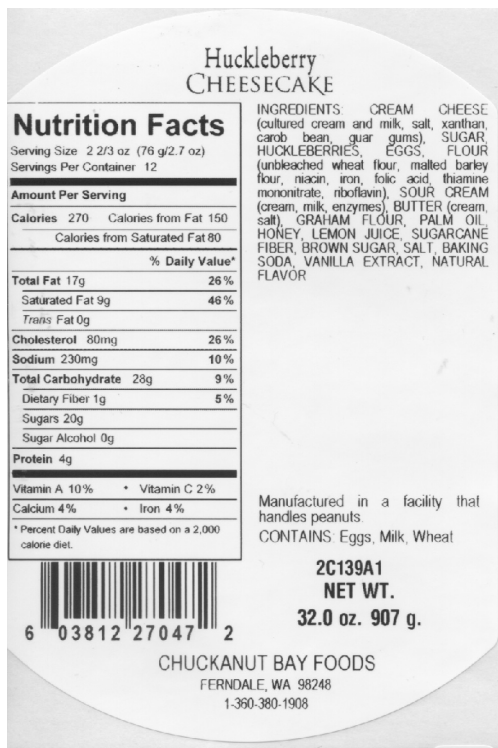 Huckleberry
CHEESECAKE
Nutrition Facts
Serving Size 2 2/3 oz (76 g/2.7 oz)
Servings Per Container 12
Amount Per Serving
Calories 270 Calories from Fat 150
Calories from Saturated Fat 80
% Daily Value*
Total Fat 17g 26%
Saturated Fat 9g 46%
Trans Fat 0g
Cholesterol 80mg 26%
Sodium 230mg 10%
Total Carbohydrate 28g 9%
Dietary Fiber 1g 5%
Sugars 20g
Sugar Alcohol 0g
Protein 4g
Vitamin A 10% • Vitamin C 2%
Calcium 4% • Iron 4%
* Percent Daily Values are based on a 2,000
calorie diet.
INGREDIENTS: CREAM CHEESE
(cultured cream and milk, salt, xanthan,
carob bean, guar gums), SUGAR,
HUCKLEBERRIES, EGGS, FLOUR
(unbleached wheat flour, malted barley
flour, niacin, iron, folic acid, thiamine
mononitrate, riboflavin), SOUR CREAM
(cream, milk, enzymes), BUTTER (cream,
salt), GRAHAM FLOUR, PALM OIL,
HONEY, LEMON JUICE, SUGARCANE
FIBER, BROWN SUGAR, SALT, BAKING
SODA, VANILLA EXTRACT, NATURAL
FLAVOR
Manufactured in a facility that
handles peanuts.
CONTAINS: Eggs, Milk, Wheat
2C139A1
NET WT.
32.0 oz. 907 g.
6 03812 27047 2
CHUCKANUT BAY FOODS
FERNDALE, WA 98248
1-360-380-1908